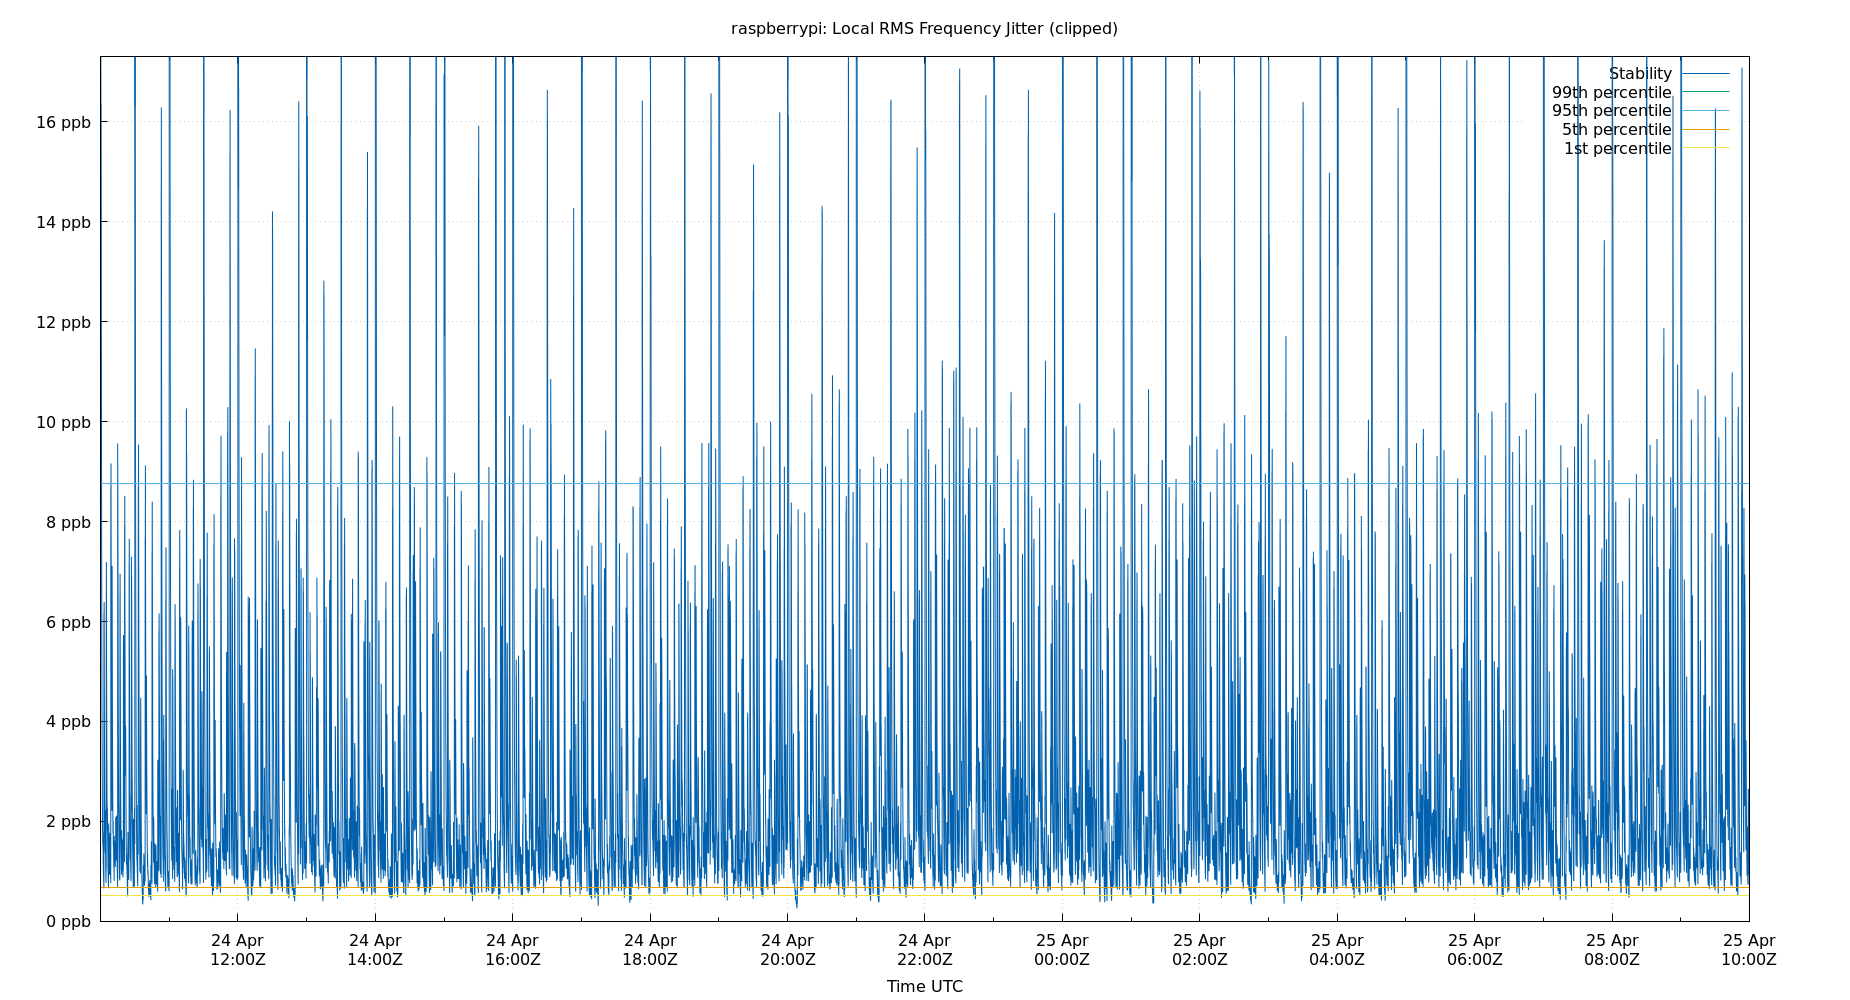 raspberrypi: Local RMS Frequency Jitter (clipped)
Stability
99th percentile
95th percentile
5th percentile
1st percentile
16 ppb
14 ppb
12 ppb
10 ppb
8 ppb
6 ppb
4 ppb
2 ppb
0 ppb
24 Apr 24 Apr 24 Apr 24 Apr 24 Apr 24 Apr 25 Apr 25 Apr 25 Apr 25 Apr 25 Apr 25 Apr
12:00Z 14:00Z 16:00Z 18:00Z 20:00Z 22:00Z 00:00Z 02:00Z 04:00Z 06:00Z 08:00Z 10:00Z
Time UTC